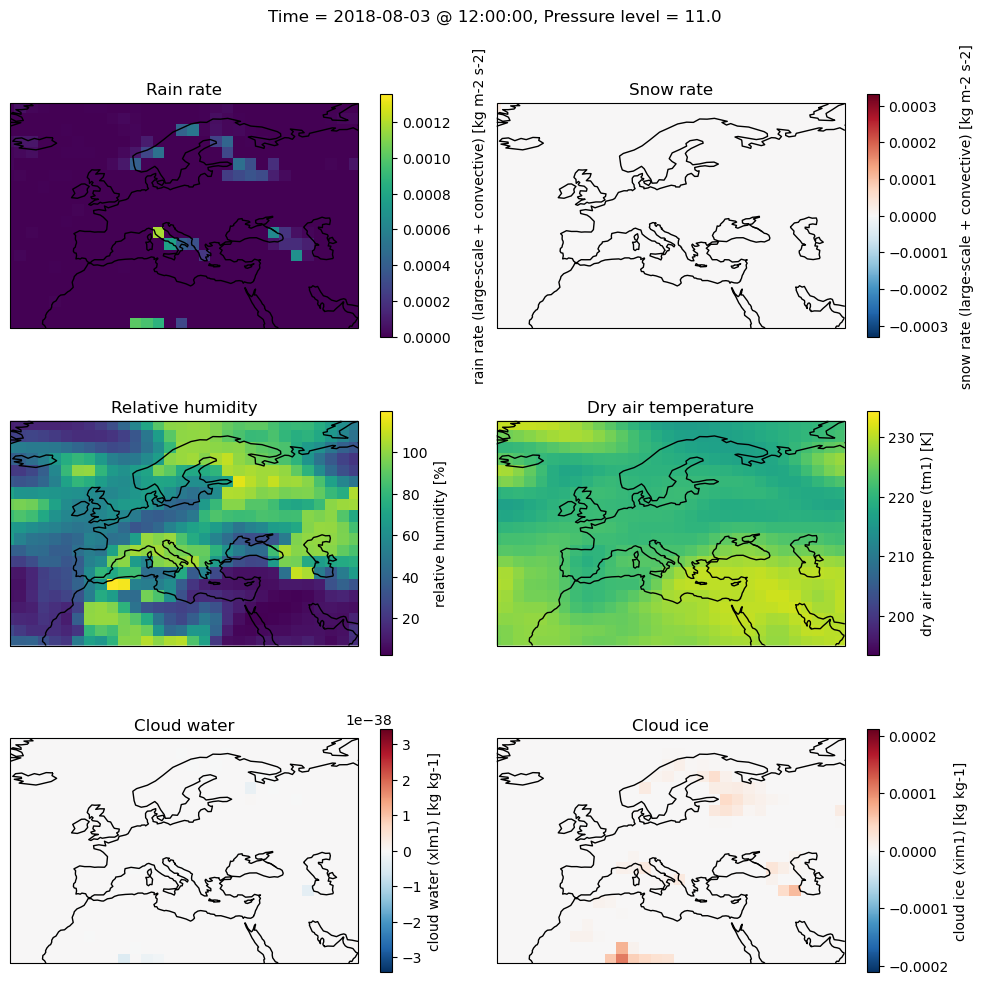 Time = 2018-08-03 @ 12:00:00, Pressure level = 11.0
Rain rate
0.0012
0.0010
0.0008
0.0006
0.0004
0.0002
0.0000
rain rate (large-scale + convective) [kg m-2 s-2]
Snow rate
0.0003
0.0002
0.0001
0.0000
−0.0001
−0.0002
−0.0003
snow rate (large-scale + convective) [kg m-2 s-2]
Relative humidity
100
80
60
40
20
relative humidity [%]
Dry air temperature
230
220
210
200
dry air temperature (tm1) [K]
Cloud water
1e−38
3
2
1
0
−1
−2
−3
cloud water (xlm1) [kg kg-1]
Cloud ice
0.0002
0.0001
0.0000
−0.0001
−0.0002
cloud ice (xim1) [kg kg-1]